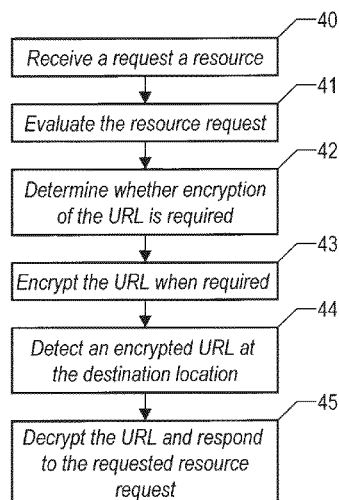 40
Receive a request a resource
41
Evaluate the resource request
42
Determine whether encryption
of the URL is required
43
Encrypt the URL when required
44
Detect an encrypted URL at
the destination location
45
Decrypt the URL and respond
to the requested resource
request